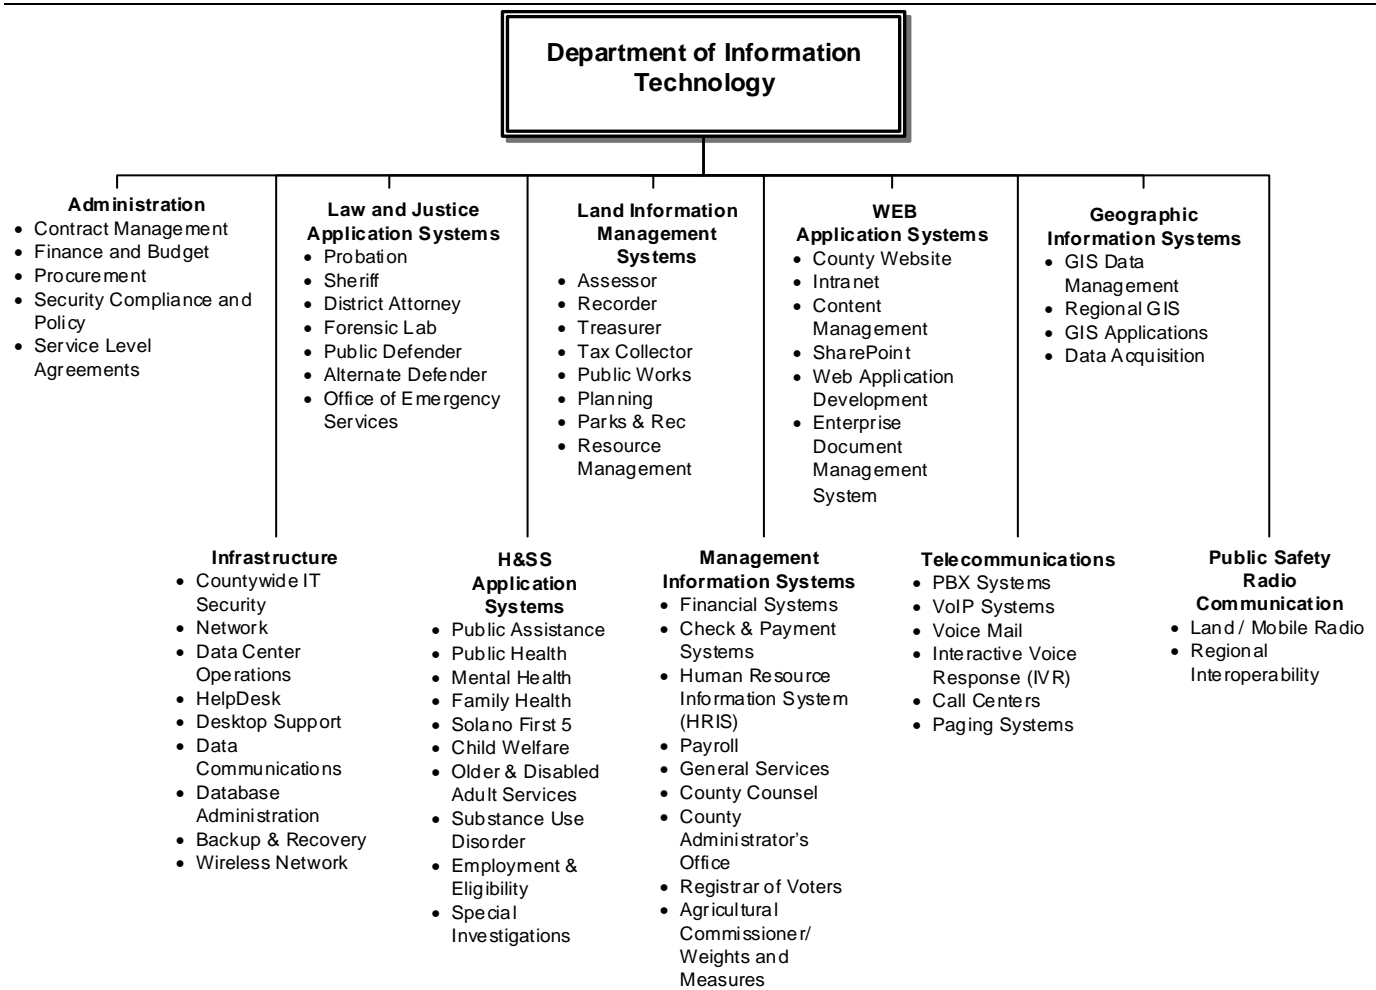 Department of Information
Technology
Administration
• Contract Management
• Finance and Budget
• Procurement
• Security Compliance and
Policy
• Service Level
Agreements
Law and Justice
Application Systems
• Probation
• Sheriff
• District Attorney
• Forensic Lab
• Public Defender
• Alternate Defender
• Office of Emergency
Services
Land Information
Management
Systems
• Assessor
• Recorder
• Treasurer
• Tax Collector
• Public Works
• Planning
• Parks & Rec
• Resource
Management
WEB
Application Systems
• County Website
• Intranet
• Content
Management
• SharePoint
• Web Application
Development
• Enterprise
Document
Management
System
Geographic
Information Systems
• GIS Data
Management
• Regional GIS
• GIS Applications
• Data Acquisition
Infrastructure
• Countywide IT
Security
• Network
• Data Center
Operations
• HelpDesk
• Desktop Support
• Data
Communications
• Database
Administration
• Backup & Recovery
• Wireless Network
H&SS
Application
Systems
• Public Assistance
• Public Health
• Mental Health
• Family Health
• Solano First 5
• Child Welfare
• Older & Disabled
Adult Services
• Substance Use
Disorder
• Employment &
Eligibility
• Special
Investigations
Management
Information Systems
• Financial Systems
• Check & Payment
Systems
• Human Resource
Information System
(HRIS)
• Payroll
• General Services
• County Counsel
• County
Administrator’s
Office
• Registrar of Voters
• Agricultural
Commissioner/
Weights and
Measures
Telecommunications
• PBX Systems
• VoIP Systems
• Voice Mail
• Interactive Voice
Response (IVR)
• Call Centers
• Paging Systems
Public Safety
Radio
Communication
• Land / Mobile Radio
• Regional
Interoperability